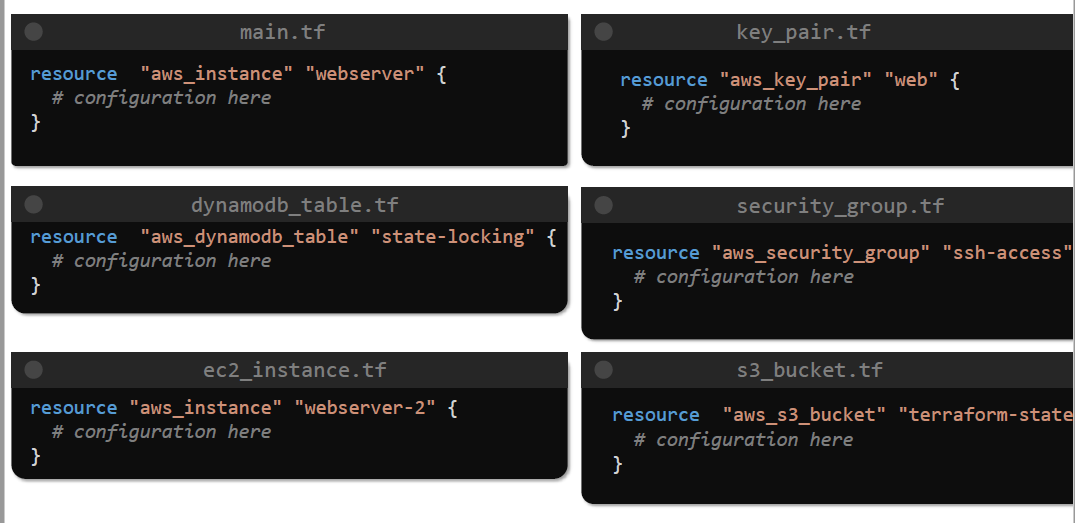 main.tf
resource  "aws_instance" "webserver" {
  # configuration here
}
key_pair.tf
resource "aws_key_pair" "web" {
  # configuration here
}
dynamodb_table.tf
resource  "aws_dynamodb_table" "state-locking" {
  # configuration here
}
security_group.tf
resource "aws_security_group" "ssh-access"
  # configuration here
}
ec2_instance.tf
resource "aws_instance" "webserver-2" {
  # configuration here
}
s3_bucket.tf
resource  "aws_s3_bucket" "terraform-state
  # configuration here
}